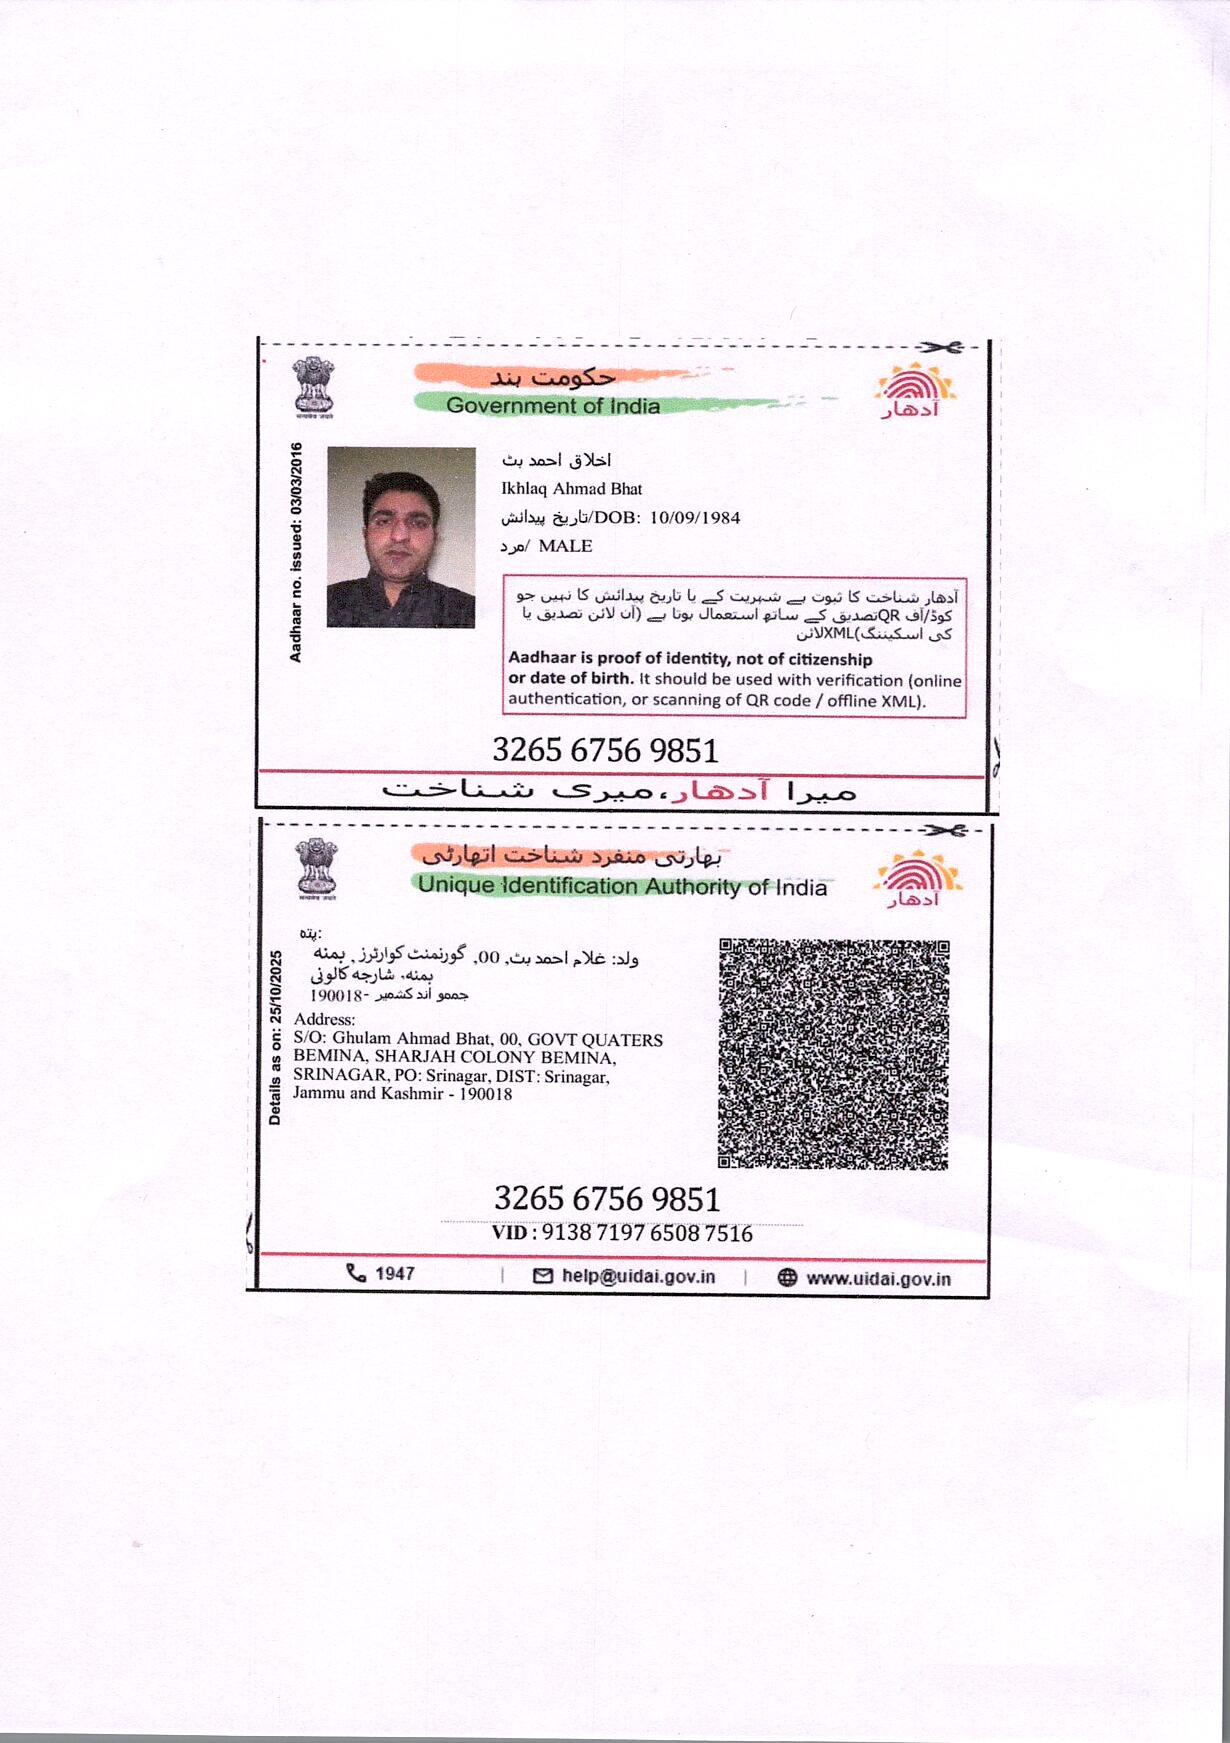 حکومت ہند
Government of India
آدھار
Aadhaar no. issued: 03/03/2016
اخلاق احمد بٹ
Ikhlaq Ahmad Bhat
تاریخ پیدائش/DOB: 10/09/1984
مرد/ MALE
آدھار شناخت کا ثبوت ہے شہریت کے یا تاریخ پیدائش کا نہیں جو
تصدیق کے ساتھ استعمال ہوتا ہے (آن لائن تصدیق یا QR کوڈ/آف
لائنXML(کی اسکیننگ
Aadhaar is proof of identity, not of citizenship
or date of birth. It should be used with verification (online
authentication, or scanning of QR code / offline XML).
3265 6756 9851
میرا آدھار،میری شناخت
بھارتی منفرد شناخت اتھارٹی
Unique Identification Authority of India
آدھار
Details as on: 25/10/2025
پتہ:
ولد: غلام احمد بٹ, 00, گورنمنٹ کوارٹرز , بمنہ
بمنہ، شارجہ کالونی
جممو اند کشمیر -190018
Address:
S/O: Ghulam Ahmad Bhat, 00, GOVT QUATERS
BEMINA, SHARJAH COLONY BEMINA,
SRINAGAR, PO: Srinagar, DIST: Srinagar,
Jammu and Kashmir - 190018
3265 6756 9851
VID : 9138 7197 6508 7516
1947 | help@uidai.gov.in | www.uidai.gov.in